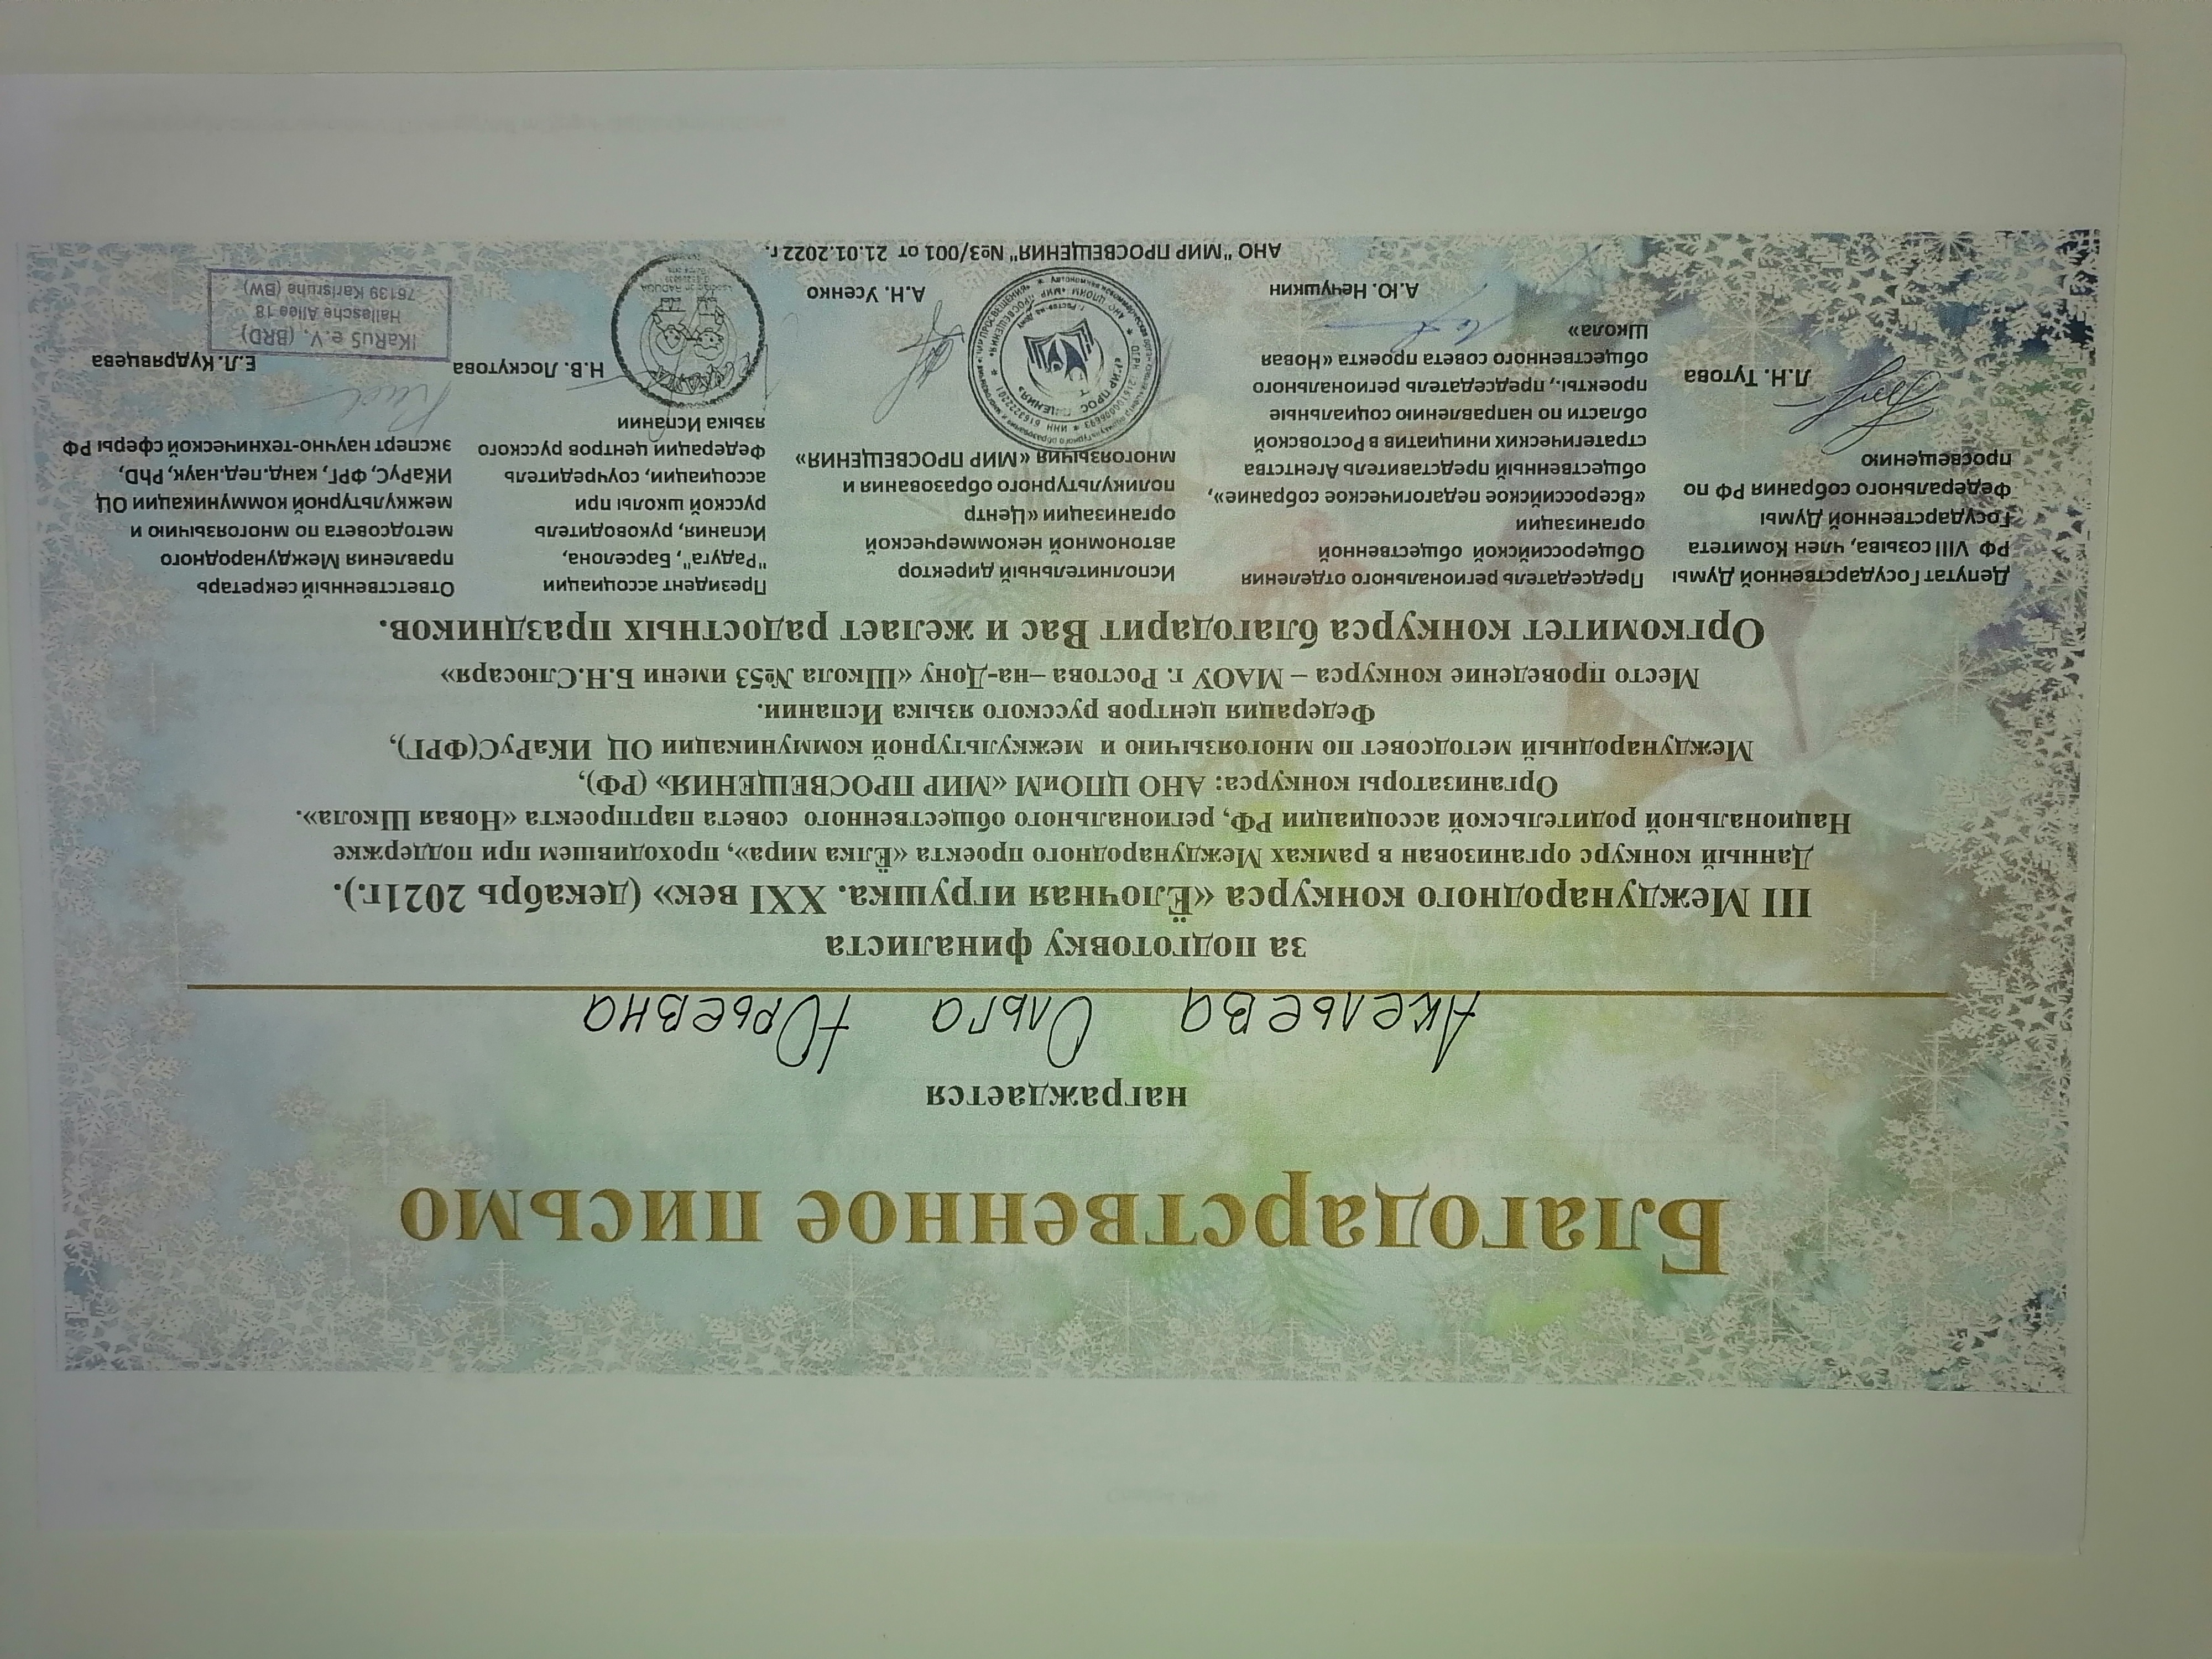 Благодарственное письмо
награждается
Акельева Ольга Юрьевна
за подготовку финалиста
III Международного конкурса «Ёлочная игрушка. XXI век» (декабрь 2021г.).
Данный конкурс организован в рамках Международного проекта «Ёлка мира», проходившем при поддержке
Национальной родительской ассоциации РФ, регионального общественного совета партпроекта «Новая Школа».
Организаторы конкурса: АНО ЦПОиМ «МИР ПРОСВЕЩЕНИЯ» (РФ),
Международный методсовет по многоязычию и межкультурной коммуникации ОЦ ИКаРуС(ФРГ),
Федерация центров русского языка Испании.
Место проведение конкурса – МАОУ г. Ростова –на-Дону «Школа №53 имени Б.Н.Слюсаря»
Оргкомитет конкурса благодарит Вас и желает радостных праздников.
Депутат Государственной Думы
РФ VIII созыва, член Комитета
Государственной Думы
Федерального собрания РФ по
просвещению
Л.Н. Тутова
Председатель регионального отделения
Общероссийской общественной
организации
«Всероссийское педагогическое собрание»,
общественный представитель Агентства
стратегических инициатив в Ростовской
области по направлению социальные
проекты., председатель регионального
общественного совета проекта «Новая
Школа»
А.Ю. Нечушкин
Исполнительный директор
автономной некоммерческой
организации «Центр
поликультурного образования и
многоязычия «МИР ПРОСВЕЩЕНИЯ»
А.Н. Усенко
Президент ассоциации
"Радуга", Барселона,
Испания, руководитель
русской школы при
ассоциации, соучредитель
Федерации центров русского
языка Испании
Н.В. Лоскутова
Ответственный секретарь
правления Международного
методсовета по многоязычию и
межкультурной коммуникации ОЦ
ИКаРуС, ФРГ, канд.пед.наук, PhD,
эксперт научно-технической сферы РФ
Е.Л. Кудрявцева
IKaRuS e.V. (BRD)
Hallesche Allee 18
76139 Karlsruhe (BW)
АНО "МИР ПРОСВЕЩЕНИЯ" №3/001 от 21.01.2022 г.